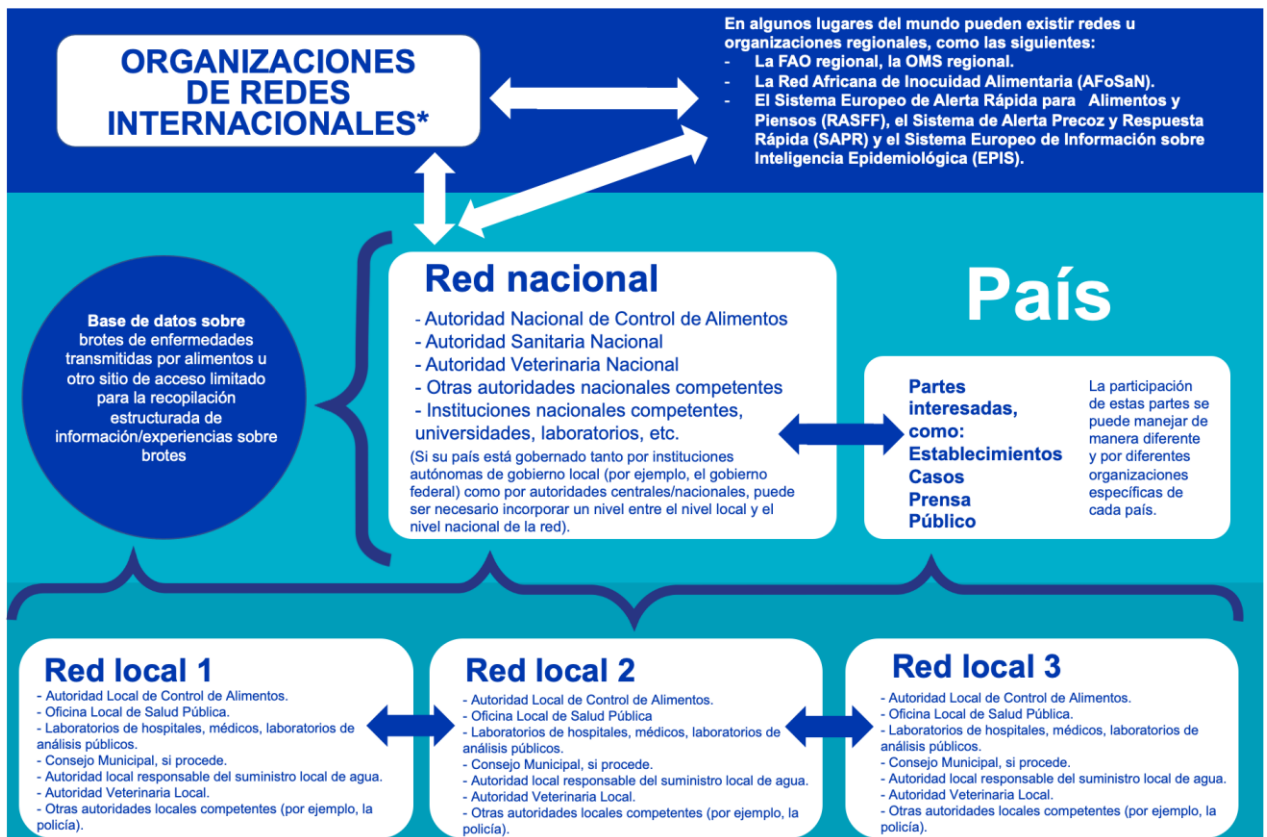 ORGANIZACIONES
DE REDES
INTERNACIONALES*
En algunos lugares del mundo pueden existir redes u
organizaciones regionales, como las siguientes:
- La FAO regional, la OMS regional.
- La Red Africana de Inocuidad Alimentaria (AFoSaN).
- El Sistema Europeo de Alerta Rápida para Alimentos y
Piensos (RASFF), el Sistema de Alerta Precoz y Respuesta
Rápida (SAPR) y el Sistema Europeo de Información sobre
Inteligencia Epidemiológica (EPIS).
Base de datos sobre
brotes de enfermedades
transmitidas por alimentos u
otro sitio de acceso limitado
para la recopilación
estructurada de
información/experiencias sobre
brotes
Red nacional
- Autoridad Nacional de Control de Alimentos
- Autoridad Sanitaria Nacional
- Autoridad Veterinaria Nacional
- Otras autoridades nacionales competentes
- Instituciones nacionales competentes,
universidades, laboratorios, etc.
(Si su país está gobernado tanto por instituciones
autónomas de gobierno local (por ejemplo, el gobierno
federal) como por autoridades centrales/nacionales, puede
ser necesario incorporar un nivel entre el nivel local y el
nivel nacional de la red).
País
Partes
interesadas,
como:
Establecimientos
Casos
Prensa
Público
La participación
de estas partes se
puede manejar de
manera diferente
y por diferentes
organizaciones
específicas de
cada país.
Red local 1
- Autoridad Local de Control de Alimentos.
- Oficina Local de Salud Pública.
- Laboratorios de hospitales, médicos, laboratorios de
análisis públicos.
- Consejo Municipal, si procede.
- Autoridad local responsable del suministro local de agua.
- Autoridad Veterinaria Local.
- Otras autoridades locales competentes (por ejemplo, la
policía).
Red local 2
- Autoridad Local de Control de Alimentos.
- Oficina Local de Salud Pública
- Laboratorios de hospitales, médicos, laboratorios de
análisis públicos.
- Consejo Municipal, si procede.
- Autoridad local responsable del suministro local de agua.
- Autoridad Veterinaria Local.
- Otras autoridades locales competentes (por ejemplo, la
policía).
Red local 3
- Autoridad Local de Control de Alimentos.
- Oficina Local de Salud Pública.
- Laboratorios de hospitales, médicos, laboratorios de
análisis públicos.
- Consejo Municipal, si procede.
- Autoridad local responsable del suministro local de agua.
- Autoridad Veterinaria Local.
- Otras autoridades locales competentes (por ejemplo, la
policía).